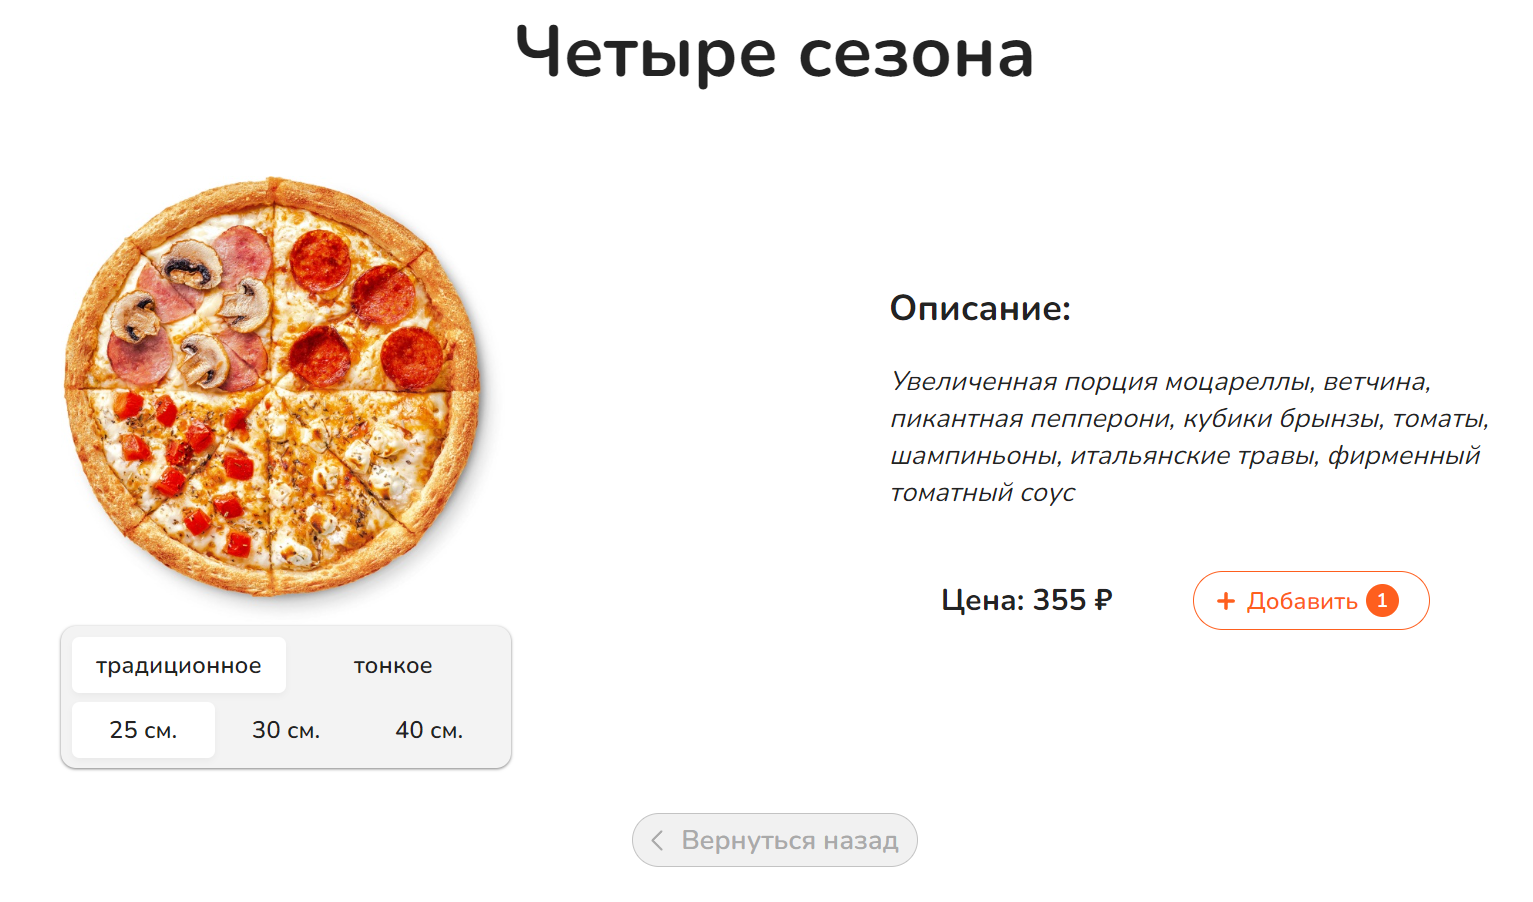 Четыре сезона
Описание:
Увеличенная порция моцареллы, ветчина,
пикантная пепперони, кубики брынзы, томаты,
шампиньоны, итальянские травы, фирменный
томатный соус
Цена: 355 ₽
+ Добавить 1
традиционное тонкое
25 см. 30 см. 40 см.
Вернуться назад